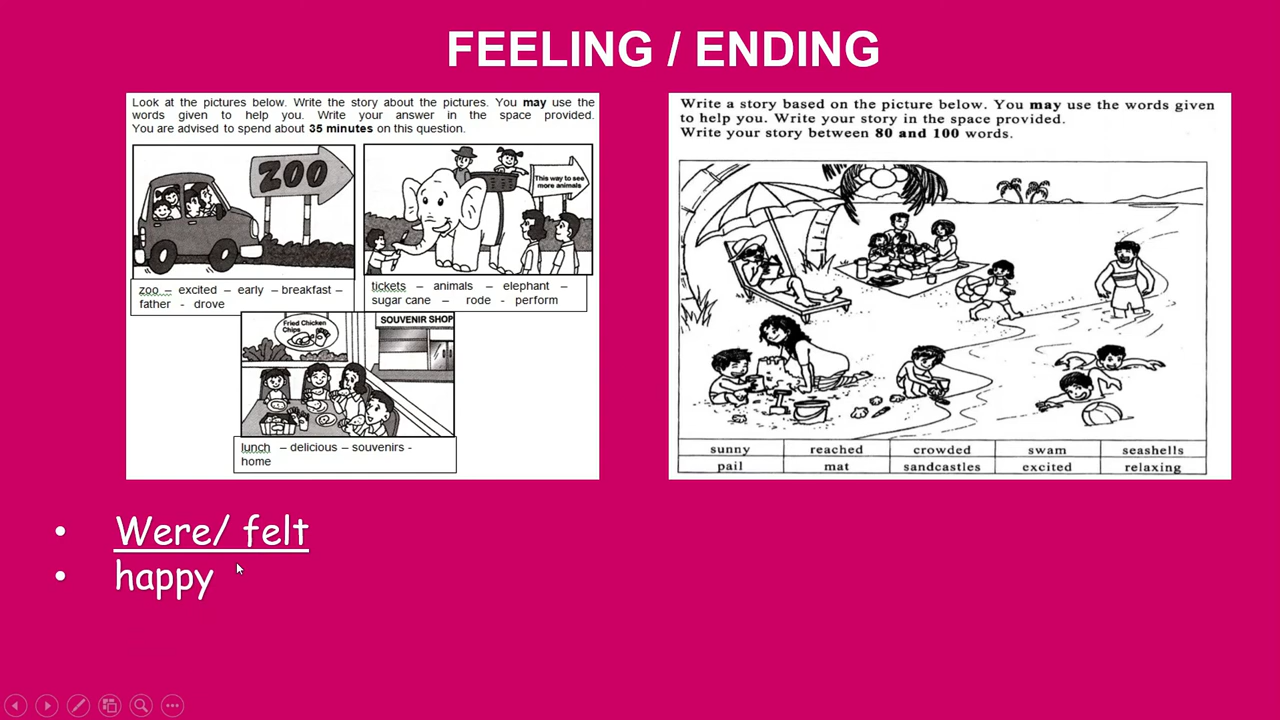 FEELING / ENDING
Look at the pictures below. Write the story about the pictures. You may use the
words given to help you. Write your answer in the space provided.
You are advised to spend about 35 minutes on this question.
ZOO
This way to see
more animals
zoo – excited – early – breakfast –
father - drove
tickets – animals – elephant –
sugar cane – rode - perform
Fried Chicken
Chips
SOUVENIR SHOP
lunch – delicious – souvenirs -
home
Write a story based on the picture below. You may use the words given
to help you. Write your story in the space provided.
Write your story between 80 and 100 words.
sunny reached crowded swam seashells
pail mat sandcastles excited relaxing
• Were/ felt
• happy